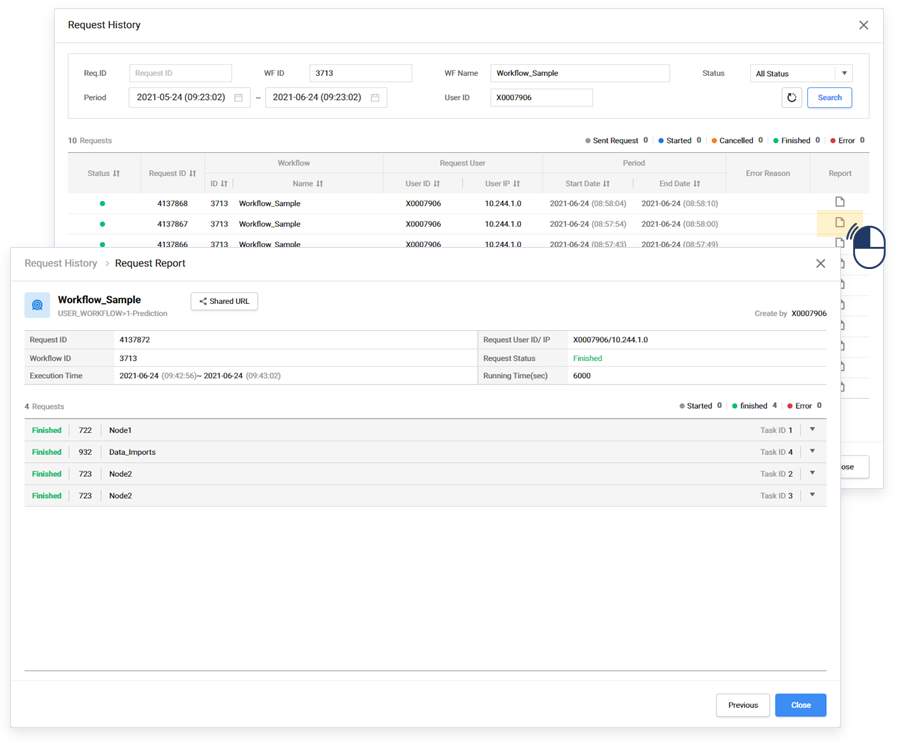 Request History
Req.ID Request ID WF ID 3713 WF Name Workflow_Sample Status All Status
Period 2021-05-24 (09:23:02) ~ 2021-06-24 (09:23:02) User ID X0007906 Search
10 Requests Sent Request 0 Started 0 Cancelled 0 Finished 0 Error 0
Workflow Request User Period
Status Request ID Error Reason Report
ID Name User ID User IP Start Date End Date
4137868 3713 Workflow_Sample X0007906 10.244.1.0 2021-06-24 (08:58:04) 2021-06-24 (08:58:10)
4137867 3713 Workflow_Sample X0007906 10.244.1.0 2021-06-24 (08:57:54) 2021-06-24 (08:58:00)
4137866 3713 Workflow_Sample X0007906 10.244.1.0 2021-06-24 (08:57:43) 2021-06-24 (08:57:49)
Request History > Request Report
Workflow_Sample Shared URL
USER_WORKFLOW>1-Prediction Create by X0007906
Request ID 4137872 Request User ID/ IP X0007906/10.244.1.0
Workflow ID 3713 Request Status Finished
Execution Time 2021-06-24 (09:42:56)~ 2021-06-24 (09:43:02) Running Time(sec) 6000
4 Requests Started 0 finished 4 Error 0
Finished 722 Node1 Task ID 1
Finished 932 Data_Imports Task ID 4
Finished 723 Node2 Task ID 2
Finished 723 Node2 Task ID 3
Previous Close